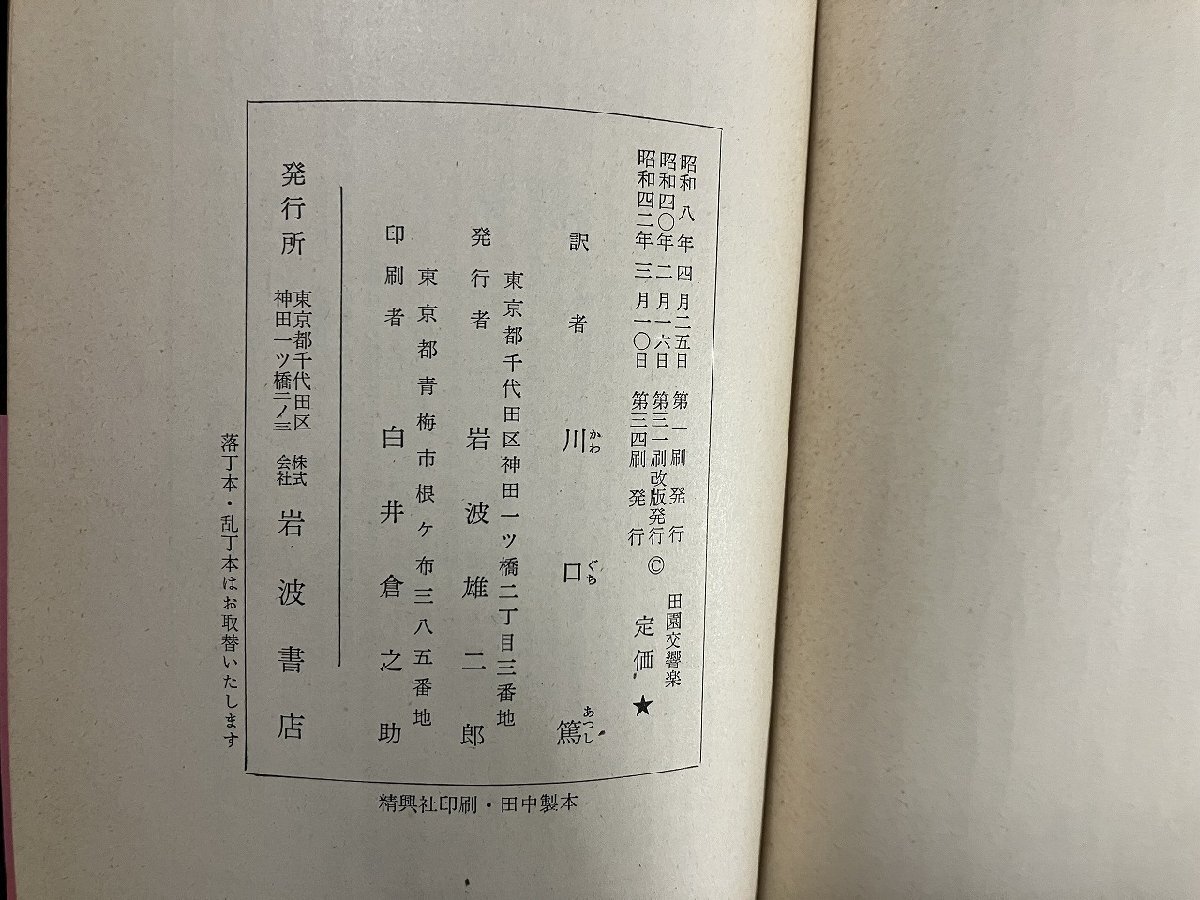 昭和八年四月二五日 第一刷発行
昭和四〇年二月一六日 第三一刷改版発行 ©
昭和四二年三月一〇日 第三四刷発行
田園交響楽
定価★
訳者 川口篤
かわ ぐち あつし
東京都千代田区神田一ツ橋二丁目三番地
発行者 岩波雄二郎
東京都青梅市根ヶ布三八五番地
印刷者 白井倉之助
発行所 東京都千代田区神田一ツ橋二ノ三 株式会社 岩波書店
落丁本・乱丁本はお取替いたします
精興社印刷・田中製本